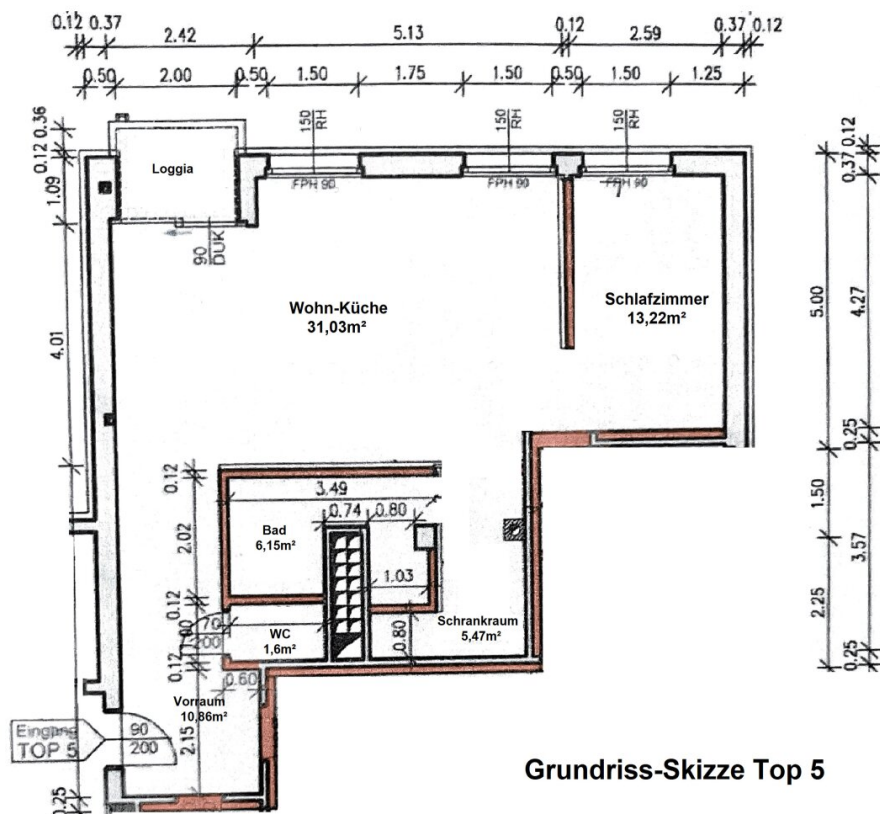 0.12 0.37 2.42 5.13 0.12 2.59 0.37 0.12
0.50 2.00 0.50 1.50 1.75 1.50 0.50 1.50 1.25
0.36
0.12
1.09
4.01
150
RH
150
RH
150
RH
Loggia
FPH 90
FPH 90
FPH 90
90
DUK
0.12
0.37
5.00
4.27
0.25
1.50
3.57
2.25
0.25
Wohn-Küche
31,03m²
Schlafzimmer
13,22m²
0.12
3.49
0.74 0.80
Bad
6,15m²
2.02
1.03
0.12
70
200
1.00
WC
1,6m²
0.80
Schrankraum
5,47m²
0.12
0.60
Vorraum
10,86m²
2.15
Eingang
TOP 5
90
200
0.25
Grundriss-Skizze Top 5